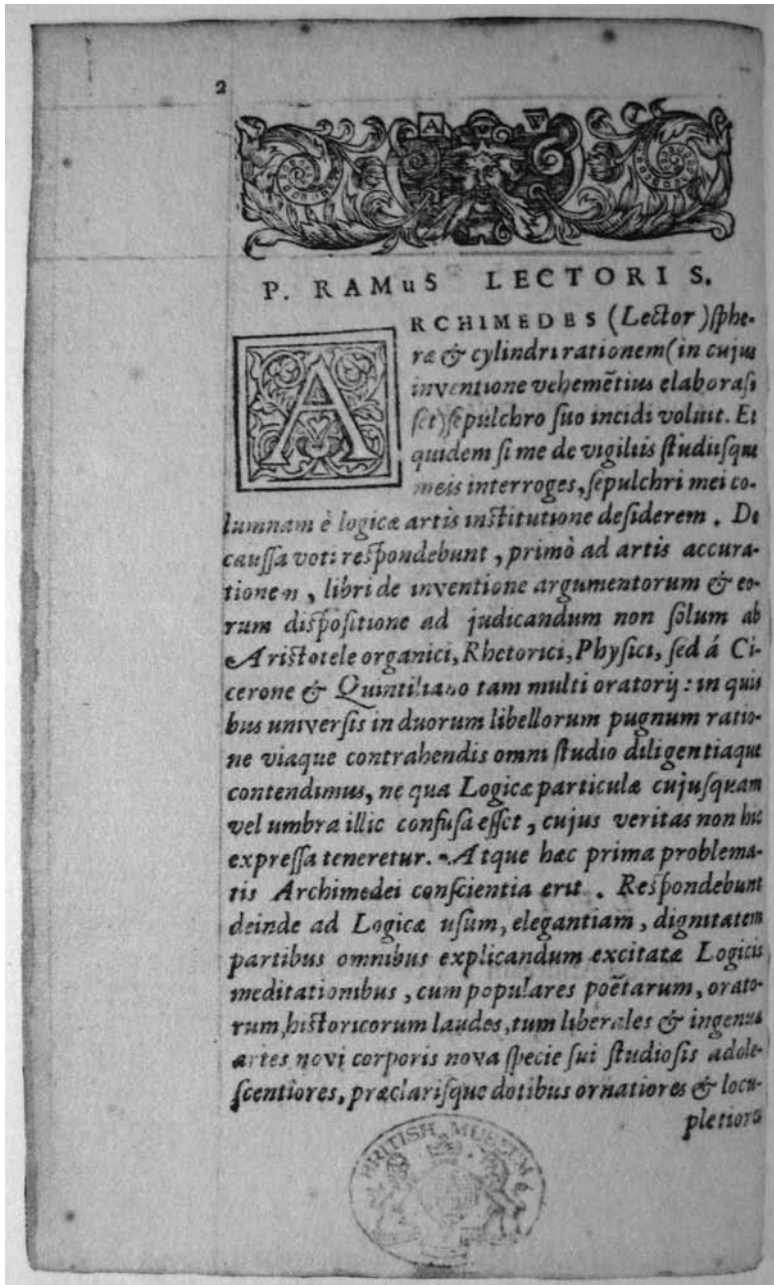 2
A W
P. RAMuS LECTORI S.
ARCHIMEDES (Lector) sphe-
ræ & cylindri rationem (in cujus
inventione vehemẽtius elaborasſ
ſet) ſepulchro ſuo incidi voluit. Et
quidem ſi me de vigiliis ſtudiiſque
meis interroges, ſepulchri mei co-
lumnam è logicæ artis inſtitutione deſiderem. De
cauſſa voti reſpondebunt, primò ad artis accura-
tionem, libri de inventione argumentorum & eo-
rum diſpoſitione ad judicandum non ſolum ab
Ariſtotele organici, Rhetorici, Phyſici, ſed á Ci-
cerone & Quintiliano tam multi oratorij: in qui
bus univerſis in duorum libellorum pugnum ratio-
ne viaque contrahendis omni ſtudio diligentiaque
contendimus, ne qua Logicæ particulæ cujuſquam
vel umbra illic confuſa eſſet, cujus veritas non hic
expreſſa teneretur. Atque hæc prima problema-
tis Archimedei conſcientia erit. Reſpondebunt
deinde ad Logicæ uſum, elegantiam, dignitatem
partibus omnibus explicandum excitatæ Logicis
meditationibus, cum populares poẽtarum, orato-
rum, hiſtoricorum laudes, tum liberales & ingenuæ
artes novi corporis nova ſpecie ſui ſtudioſis adole-
ſcentiores, præclariſque dotibus ornatiores & locu-
pletiores
BRITISH MUSEUM